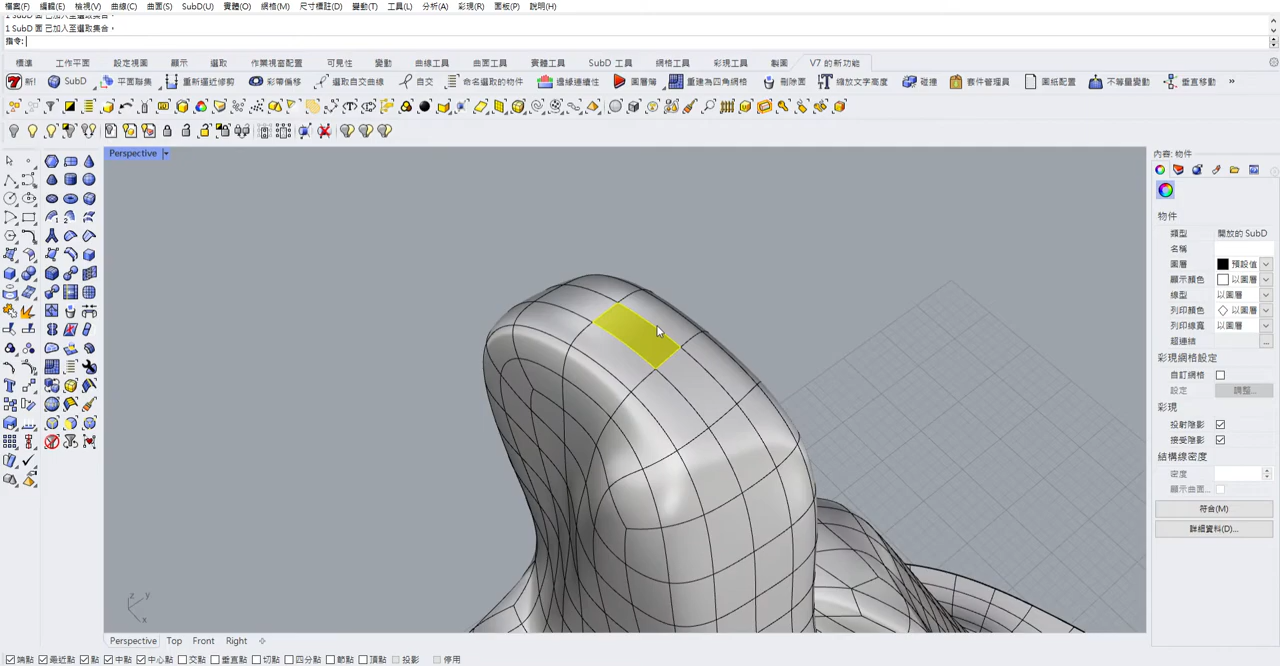 檔案(F) 編輯(E) 檢視(V) 曲線(C) 曲面(S) SubD(U) 實體(O) 網格(M) 尺寸標註(D) 變動(T) 工具(L) 分析(A) 彩現(R) 面板(P) 說明(H)
1 SubD 面 已加入至選取集合。
1 SubD 面 已加入至選取集合。
指令:
標準 工作平面 設定視圖 顯示 選取 作業視窗配置 可見性 變動 曲線工具 曲面工具 實體工具 SubD 工具 網格工具 彩現工具 製圖 V7 的新功能
新! SubD 平面聯集 重新逼近修剪 彩帶偏移 選取自交曲線 自交 命名選取的物件 邊緣連續性 圖層簿 重建為四角網格 刪除面 縮放文字高度 碰撞 套件管理員 圖紙配置 不等量變動 垂直移動 »
Perspective
內容: 物件
物件
類型 開放的 SubD
名稱
圖層 預設值
顯示顏色 以圖層
線型 以圖層
列印顏色 以圖層
列印線寬 以圖層
超連結 ...
彩現網格設定
自訂網格
設定 調整...
彩現
投射陰影
接受陰影
結構線密度
密度
顯示曲面...
符合(M)
詳細資料(D)...
z y
x
Perspective Top Front Right
端點 最近點 點 中點 中心點 交點 垂直點 切點 四分點 節點 頂點 投影 停用